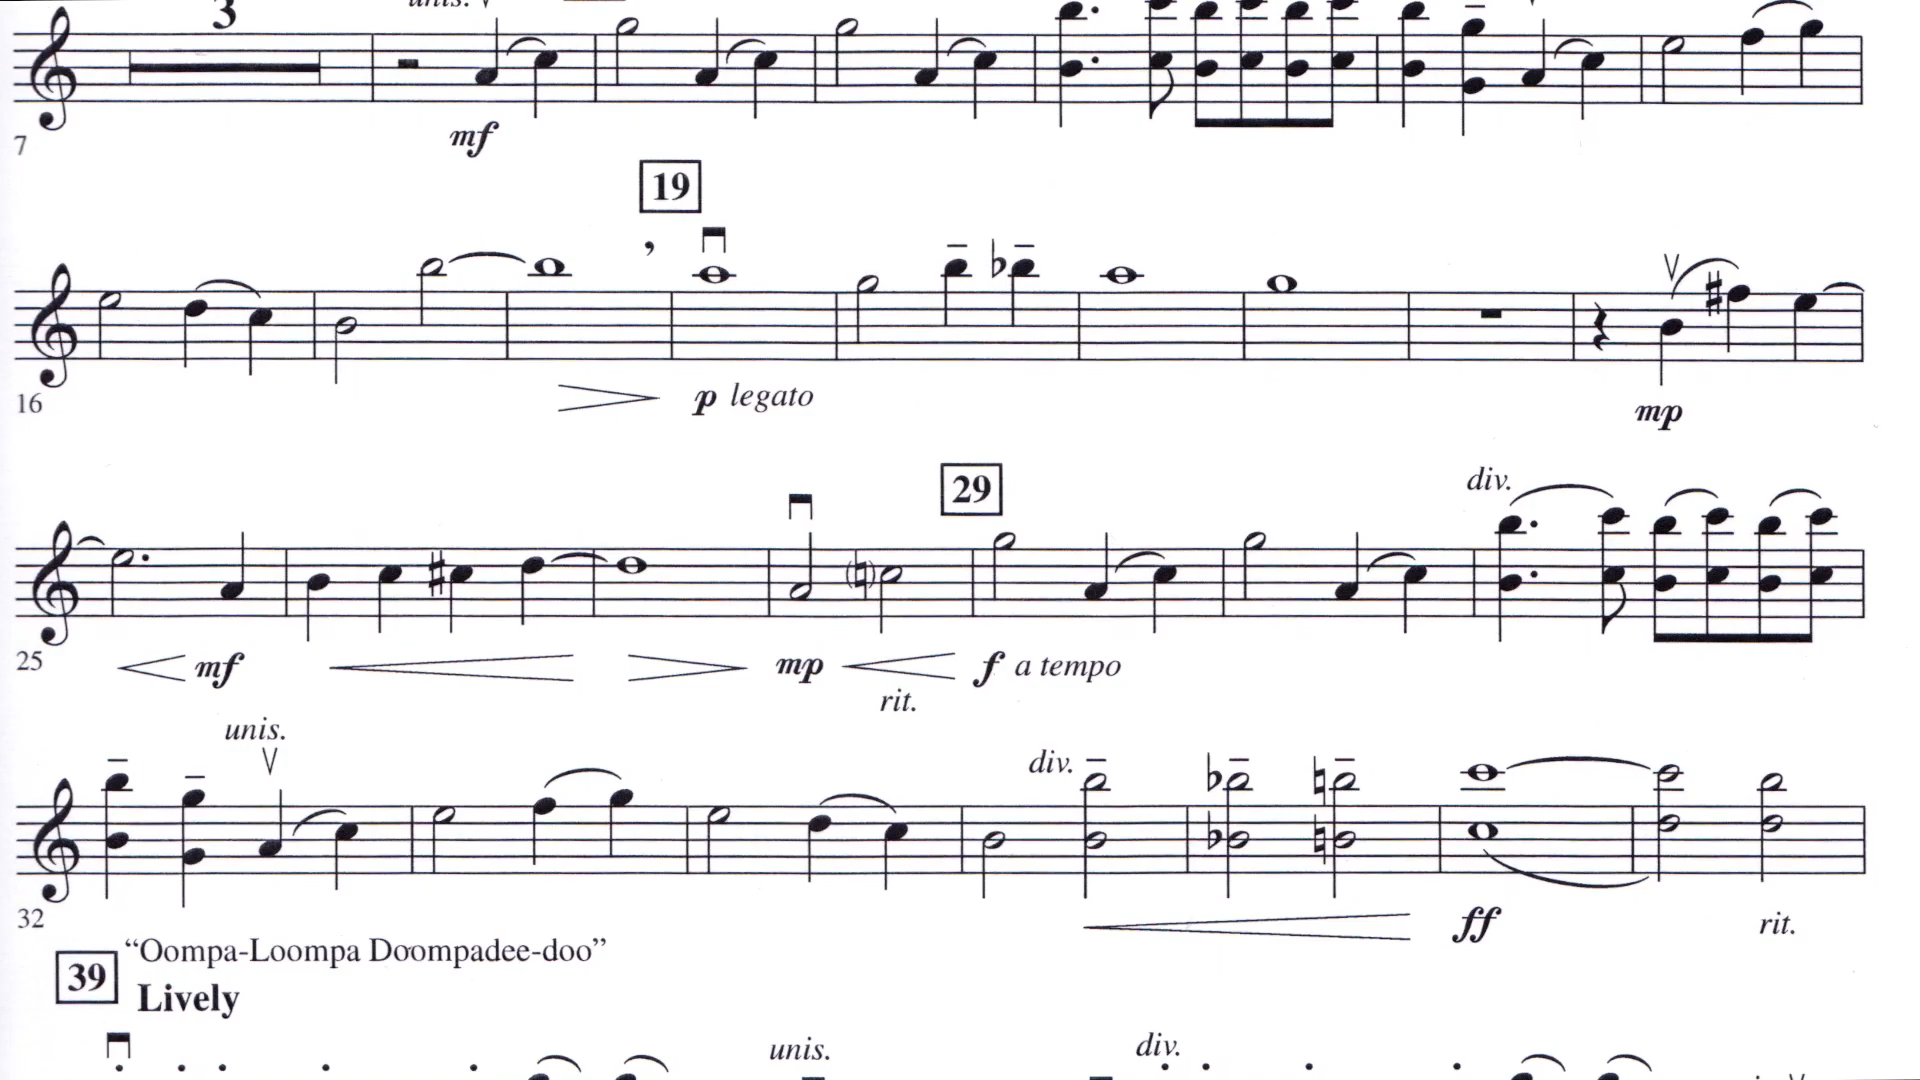 3
unis.
mf
7
19
16
p legato
mp
29
div.
25
mf
mp
f a tempo
rit.
unis.
div.
32
ff
rit.
"Oompa-Loompa Doompadee-doo"
39
Lively
unis.
div.